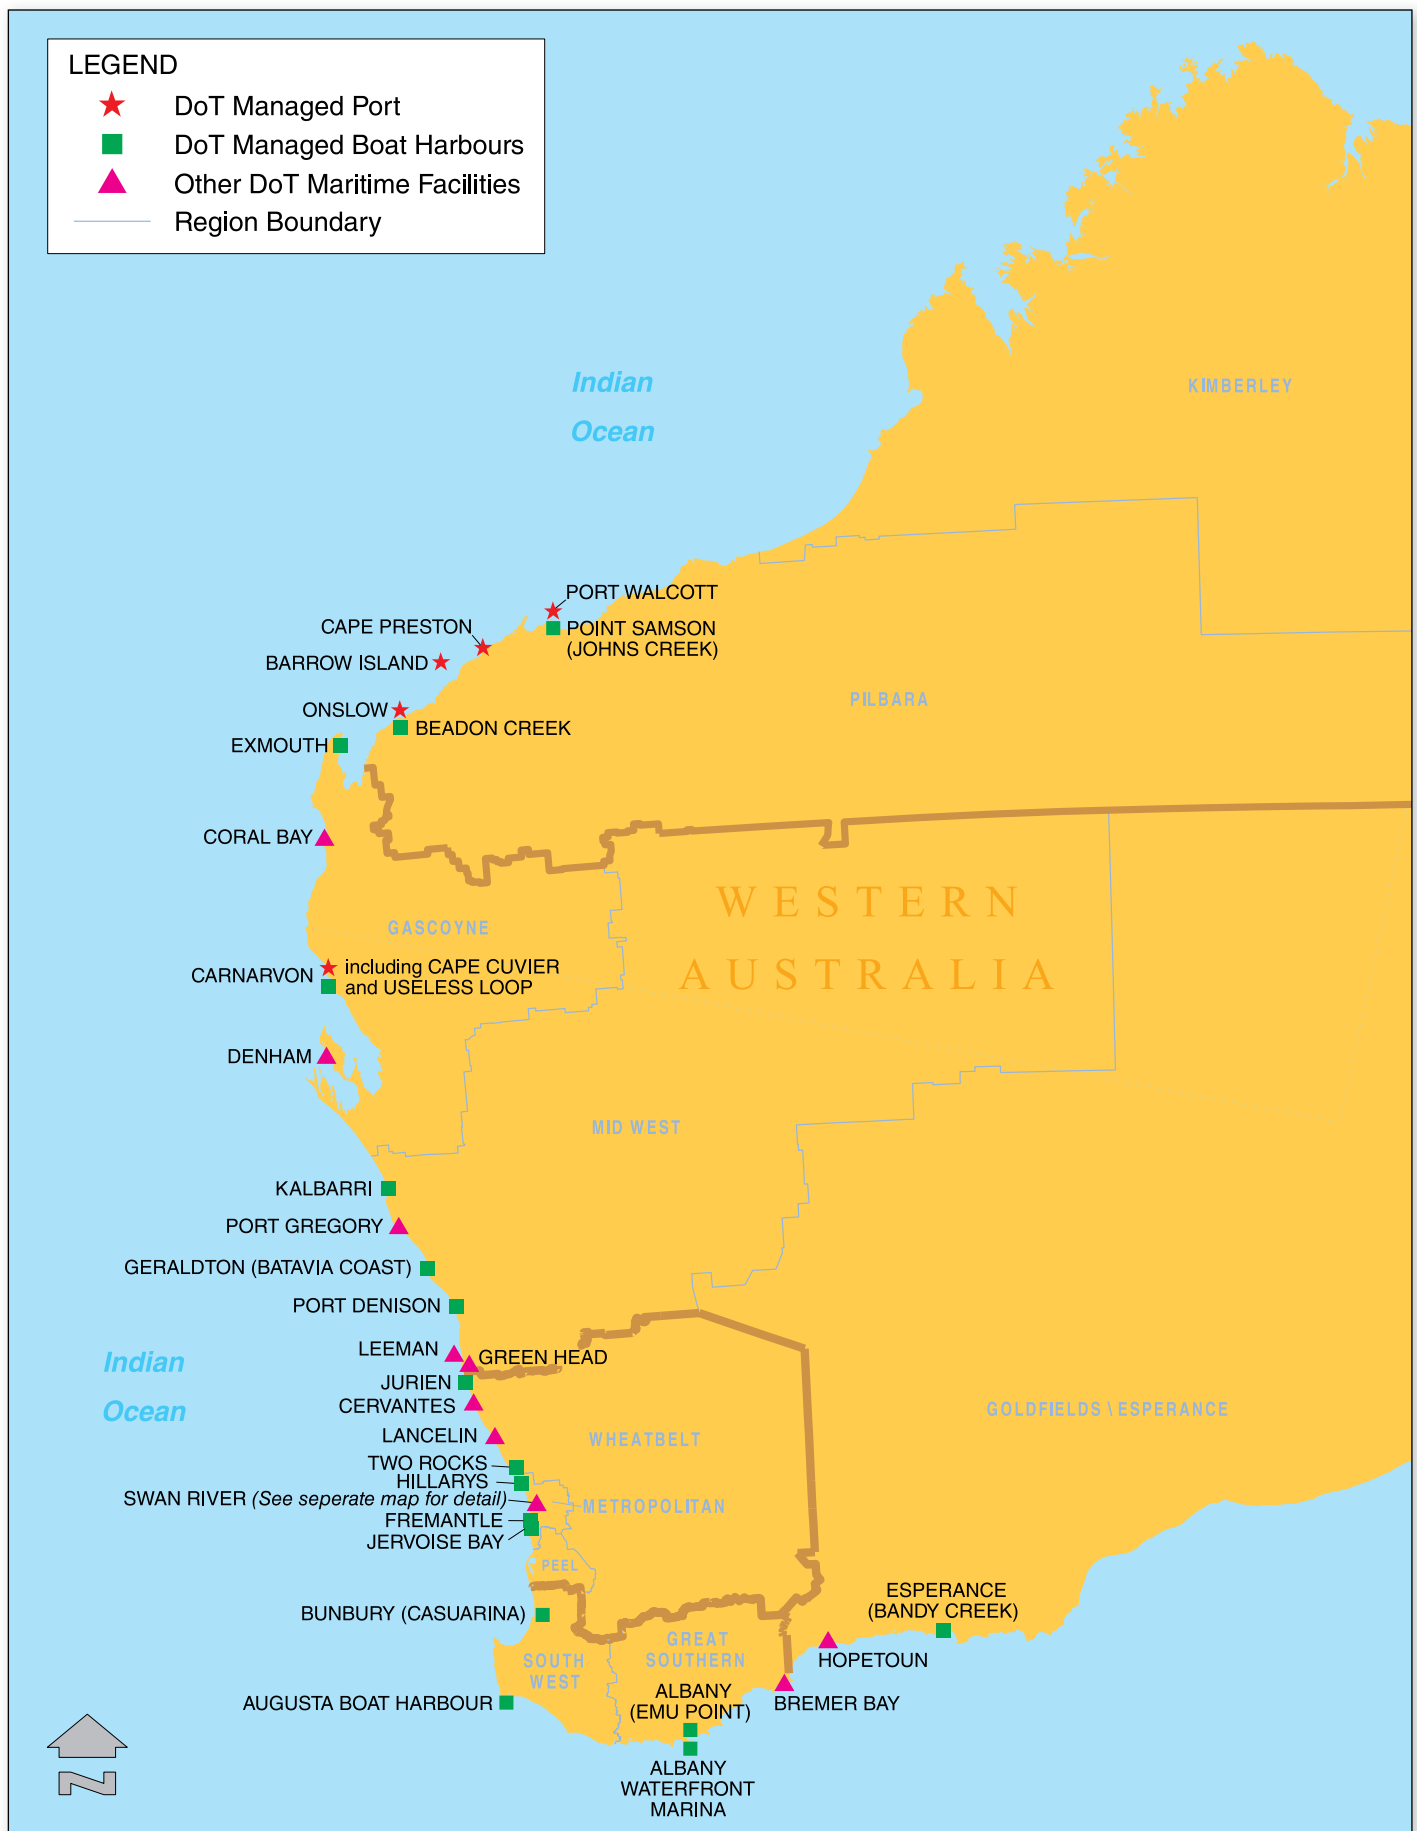 LEGEND
DoT Managed Port
DoT Managed Boat Harbours
Other DoT Maritime Facilities
Region Boundary
Indian
Ocean
KIMBERLEY
PORT WALCOTT
CAPE PRESTON
POINT SAMSON
(JOHNS CREEK)
BARROW ISLAND
PILBARA
ONSLOW
BEADON CREEK
EXMOUTH
CORAL BAY
WESTERN
AUSTRALIA
GASCOYNE
CARNARVON
including CAPE CUVIER
and USELESS LOOP
DENHAM
MID WEST
KALBARRI
PORT GREGORY
GERALDTON (BATAVIA COAST)
PORT DENISON
LEEMAN
GREEN HEAD
Indian
Ocean
JURIEN
CERVANTES
GOLDFIELDS \ ESPERANCE
LANCELIN
WHEATBELT
TWO ROCKS
HILLARYS
SWAN RIVER (See seperate map for detail)
METROPOLITAN
FREMANTLE
JERVOISE BAY
PEEL
ESPERANCE
(BANDY CREEK)
BUNBURY (CASUARINA)
GREAT
SOUTHERN
SOUTH
WEST
HOPETOUN
AUGUSTA BOAT HARBOUR
ALBANY
(EMU POINT)
BREMER BAY
ALBANY
WATERFRONT
MARINA
N